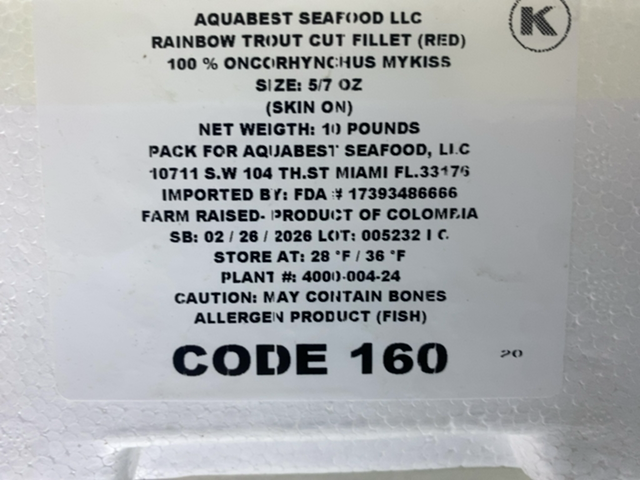 AQUABEST SEAFOOD LLC
K
RAINBOW TROUT CUT FILLET (RED)
100 % ONCORHYNCHUS MYKISS
SIZE: 5/7 OZ
(SKIN ON)
NET WEIGTH: 10 POUNDS
PACK FOR AQUABEST SEAFOOD, LLC
10711 S.W 104 TH.ST MIAMI FL.33176
IMPORTED BY: FDA # 17393486666
FARM RAISED- PRODUCT OF COLOMBIA
SB: 02 / 26 / 2026 LOT: 005232 I C
STORE AT: 28 °F / 36 °F
PLANT #: 4000-004-24
CAUTION: MAY CONTAIN BONES
ALLERGEN PRODUCT (FISH)
CODE 160
20